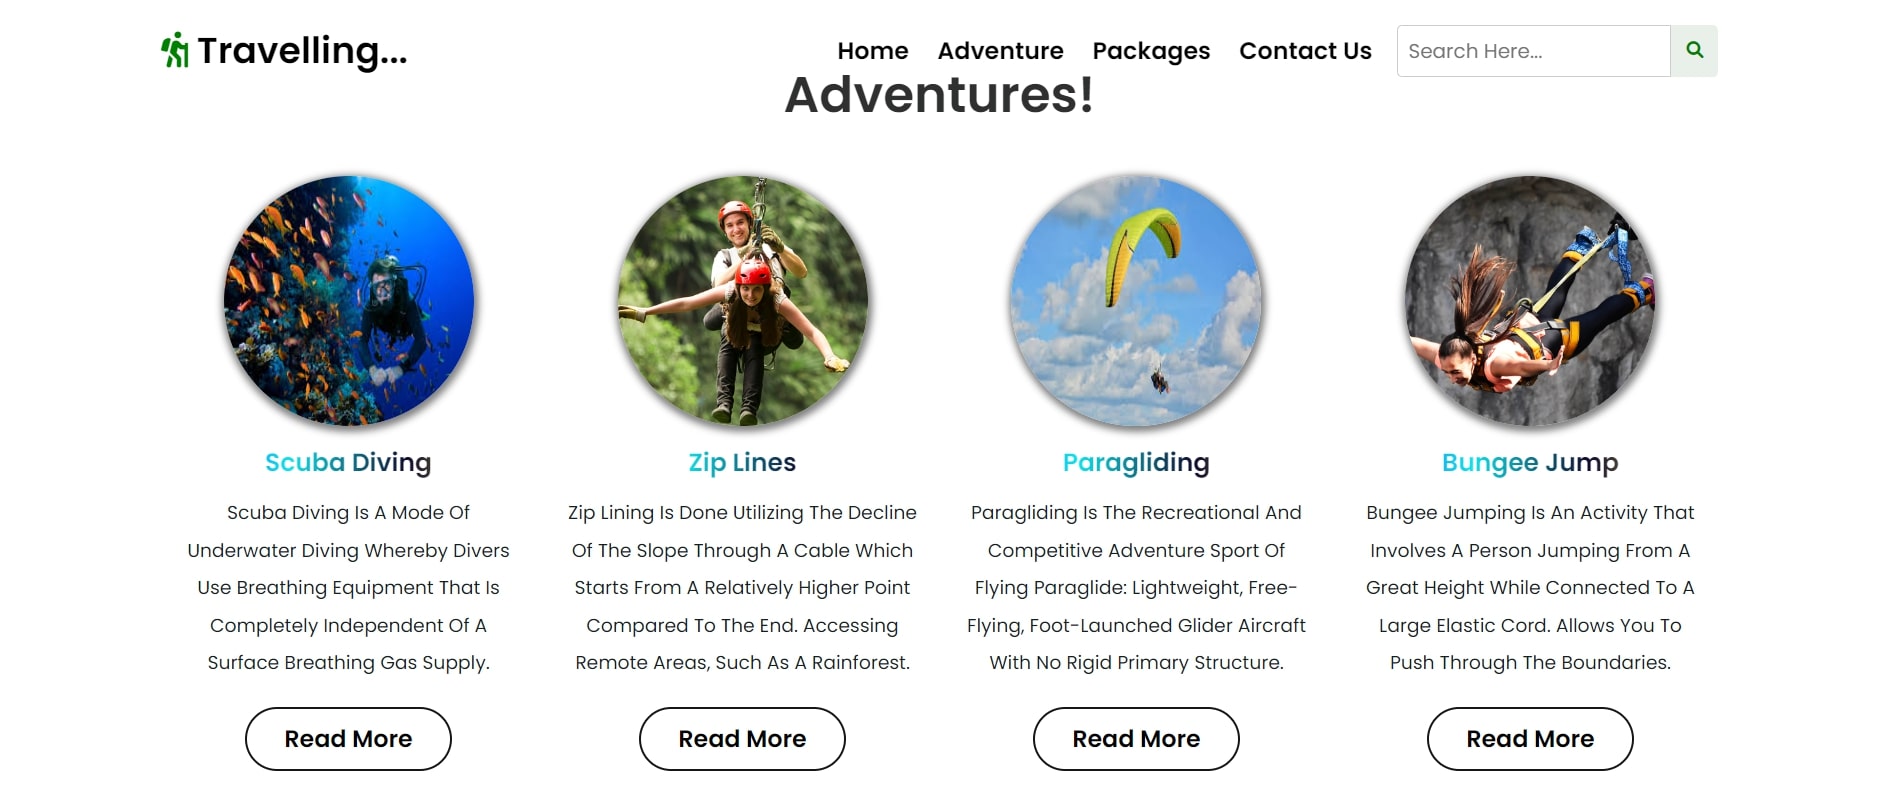 Travelling...
Home Adventure Packages Contact Us Search Here...
Adventures!
Scuba Diving
Scuba Diving Is A Mode Of
Underwater Diving Whereby Divers
Use Breathing Equipment That Is
Completely Independent Of A
Surface Breathing Gas Supply.
Read More
Zip Lines
Zip Lining Is Done Utilizing The Decline
Of The Slope Through A Cable Which
Starts From A Relatively Higher Point
Compared To The End. Accessing
Remote Areas, Such As A Rainforest.
Read More
Paragliding
Paragliding Is The Recreational And
Competitive Adventure Sport Of
Flying Paraglide: Lightweight, Free-
Flying, Foot-Launched Glider Aircraft
With No Rigid Primary Structure.
Read More
Bungee Jump
Bungee Jumping Is An Activity That
Involves A Person Jumping From A
Great Height While Connected To A
Large Elastic Cord. Allows You To
Push Through The Boundaries.
Read More